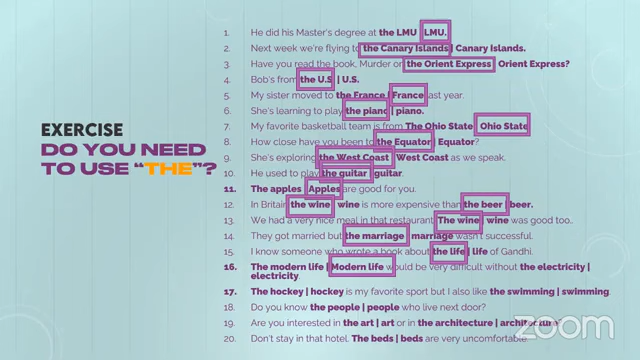 EXERCISE
DO YOU NEED
TO USE “THE”?
1. He did his Master's degree at the LMU | LMU.
2. Next week we're flying to the Canary Islands | Canary Islands.
3. Have you read the book, Murder on the Orient Express | Orient Express?
4. Bob's from the U.S | U.S.
5. My sister moved to the France | France last year.
6. She's learning to play the piano | piano.
7. My favorite basketball team is from The Ohio State | Ohio State
8. How close have you been to the Equator | Equator?
9. She's exploring the West Coast | West Coast as we speak.
10. He used to play the guitar | guitar.
11. The apples | Apples are good for you.
12. In Britain the wine | wine is more expensive than the beer | beer.
13. We had a very nice meal in that restaurant. The wine | wine was good too..
14. They got married but the marriage | marriage wasn't successful.
15. I know someone who wrote a book about the life | life of Gandhi.
16. The modern life | Modern life would be very difficult without the electricity |
electricity.
17. The hockey | hockey is my favorite sport but I also like the swimming | swimming.
18. Do you know the people | people who live next door?
19. Are you interested in the art | art or in the architecture | architecture
20. Don't stay in that hotel. The beds | beds are very uncomfortable.
zoom